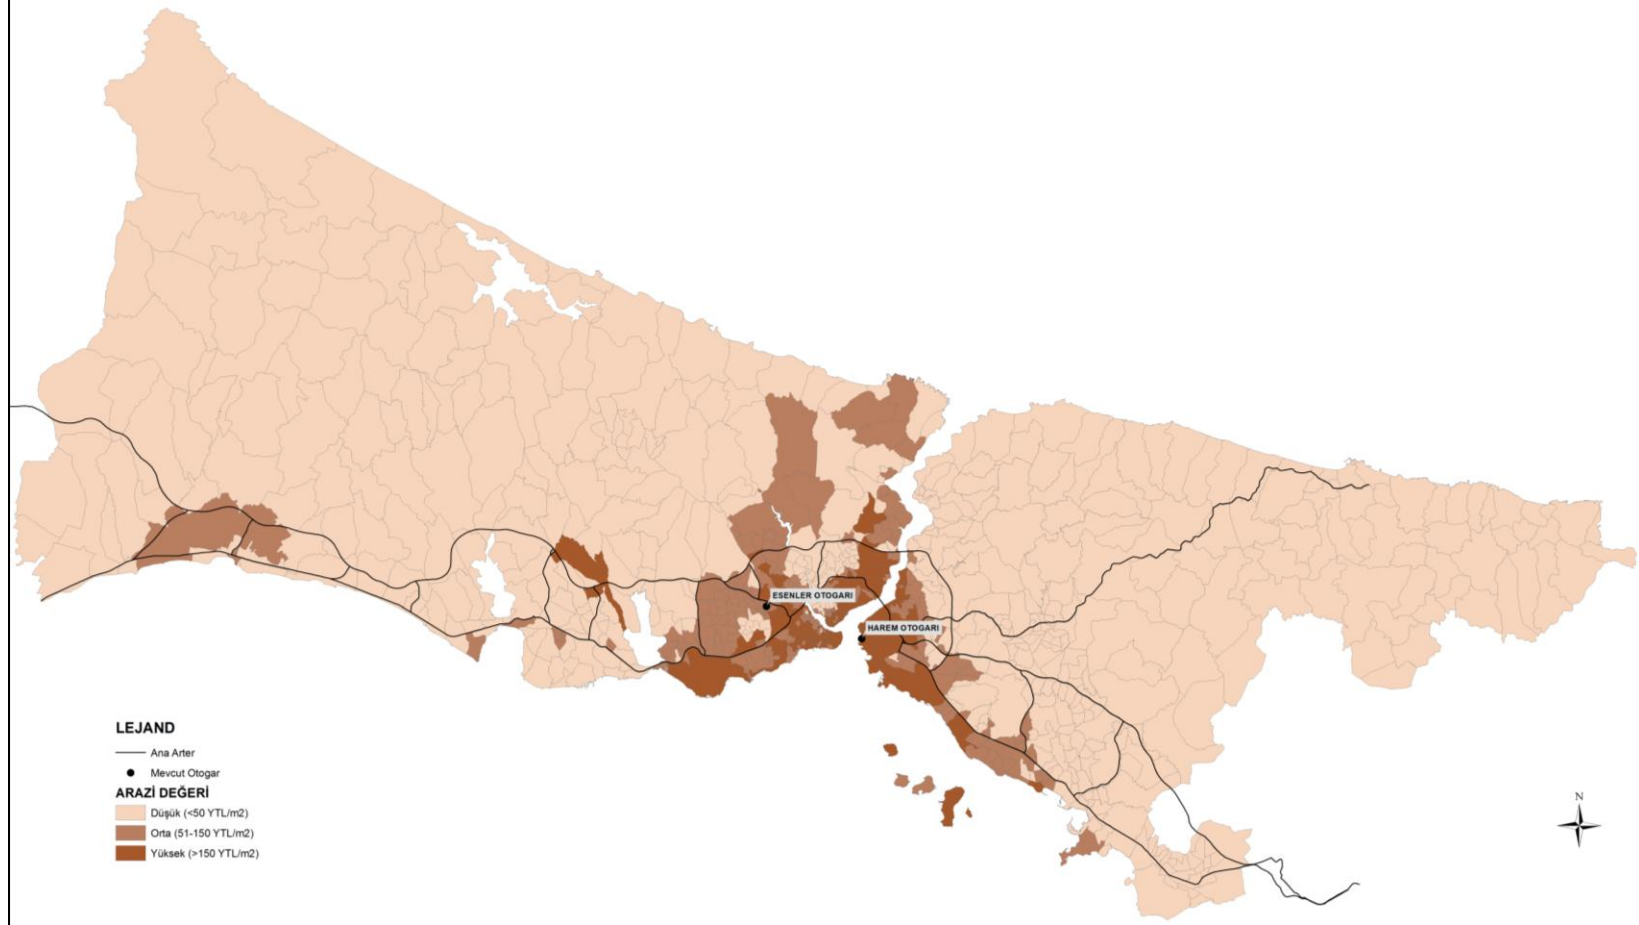 ESENLER OTOGARI
HAREM OTOGARI
LEJAND
Ana Arter
Mevcut Otogar
ARAZİ DEĞERİ
Düşük (<50 YTL/m2)
Orta (51-150 YTL/m2)
Yüksek (>150 YTL/m2)
N